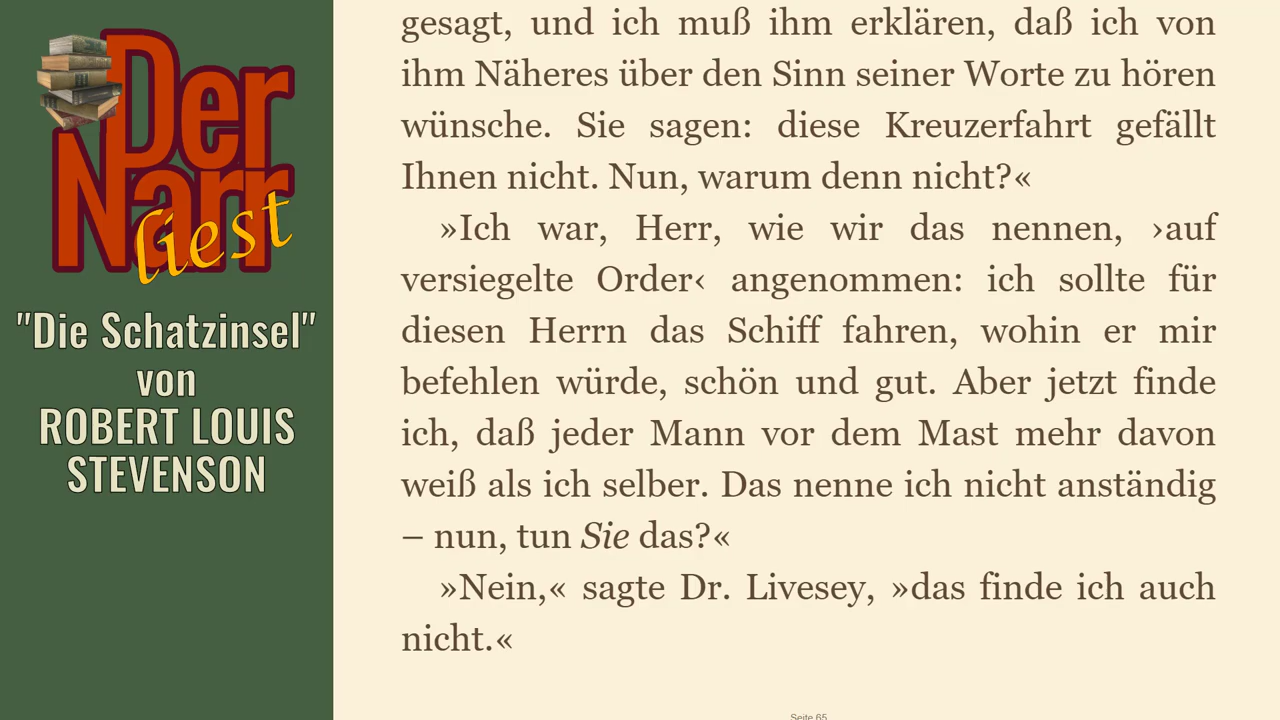 Der
Narr
liest
"Die Schatzinsel"
von
ROBERT LOUIS
STEVENSON
gesagt, und ich muß ihm erklären, daß ich von
ihm Näheres über den Sinn seiner Worte zu hören
wünsche. Sie sagen: diese Kreuzerfahrt gefällt
Ihnen nicht. Nun, warum denn nicht?«
»Ich war, Herr, wie wir das nennen, ›auf
versiegelte Order‹ angenommen: ich sollte für
diesen Herrn das Schiff fahren, wohin er mir
befehlen würde, schön und gut. Aber jetzt finde
ich, daß jeder Mann vor dem Mast mehr davon
weiß als ich selber. Das nenne ich nicht anständig
– nun, tun Sie das?«
»Nein,« sagte Dr. Livesey, »das finde ich auch
nicht.«
Seite 65